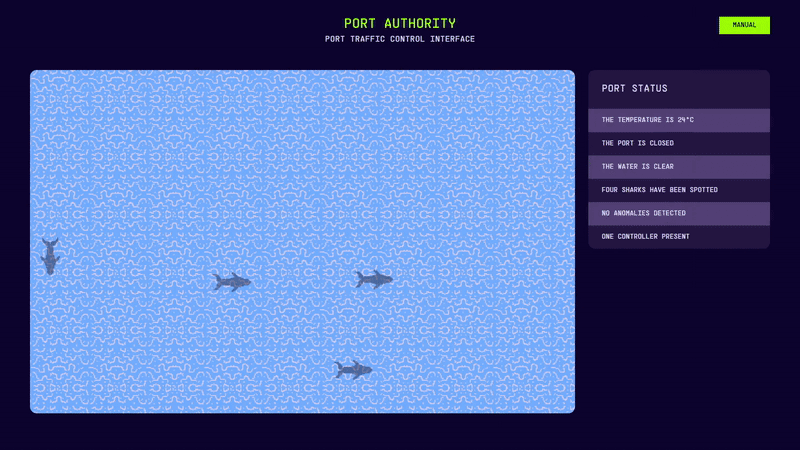 PORT AUTHORITY
PORT TRAFFIC CONTROL INTERFACE
MANUAL
PORT STATUS
THE TEMPERATURE IS 24°C
THE PORT IS CLOSED
THE WATER IS CLEAR
FOUR SHARKS HAVE BEEN SPOTTED
NO ANOMALIES DETECTED
ONE CONTROLLER PRESENT